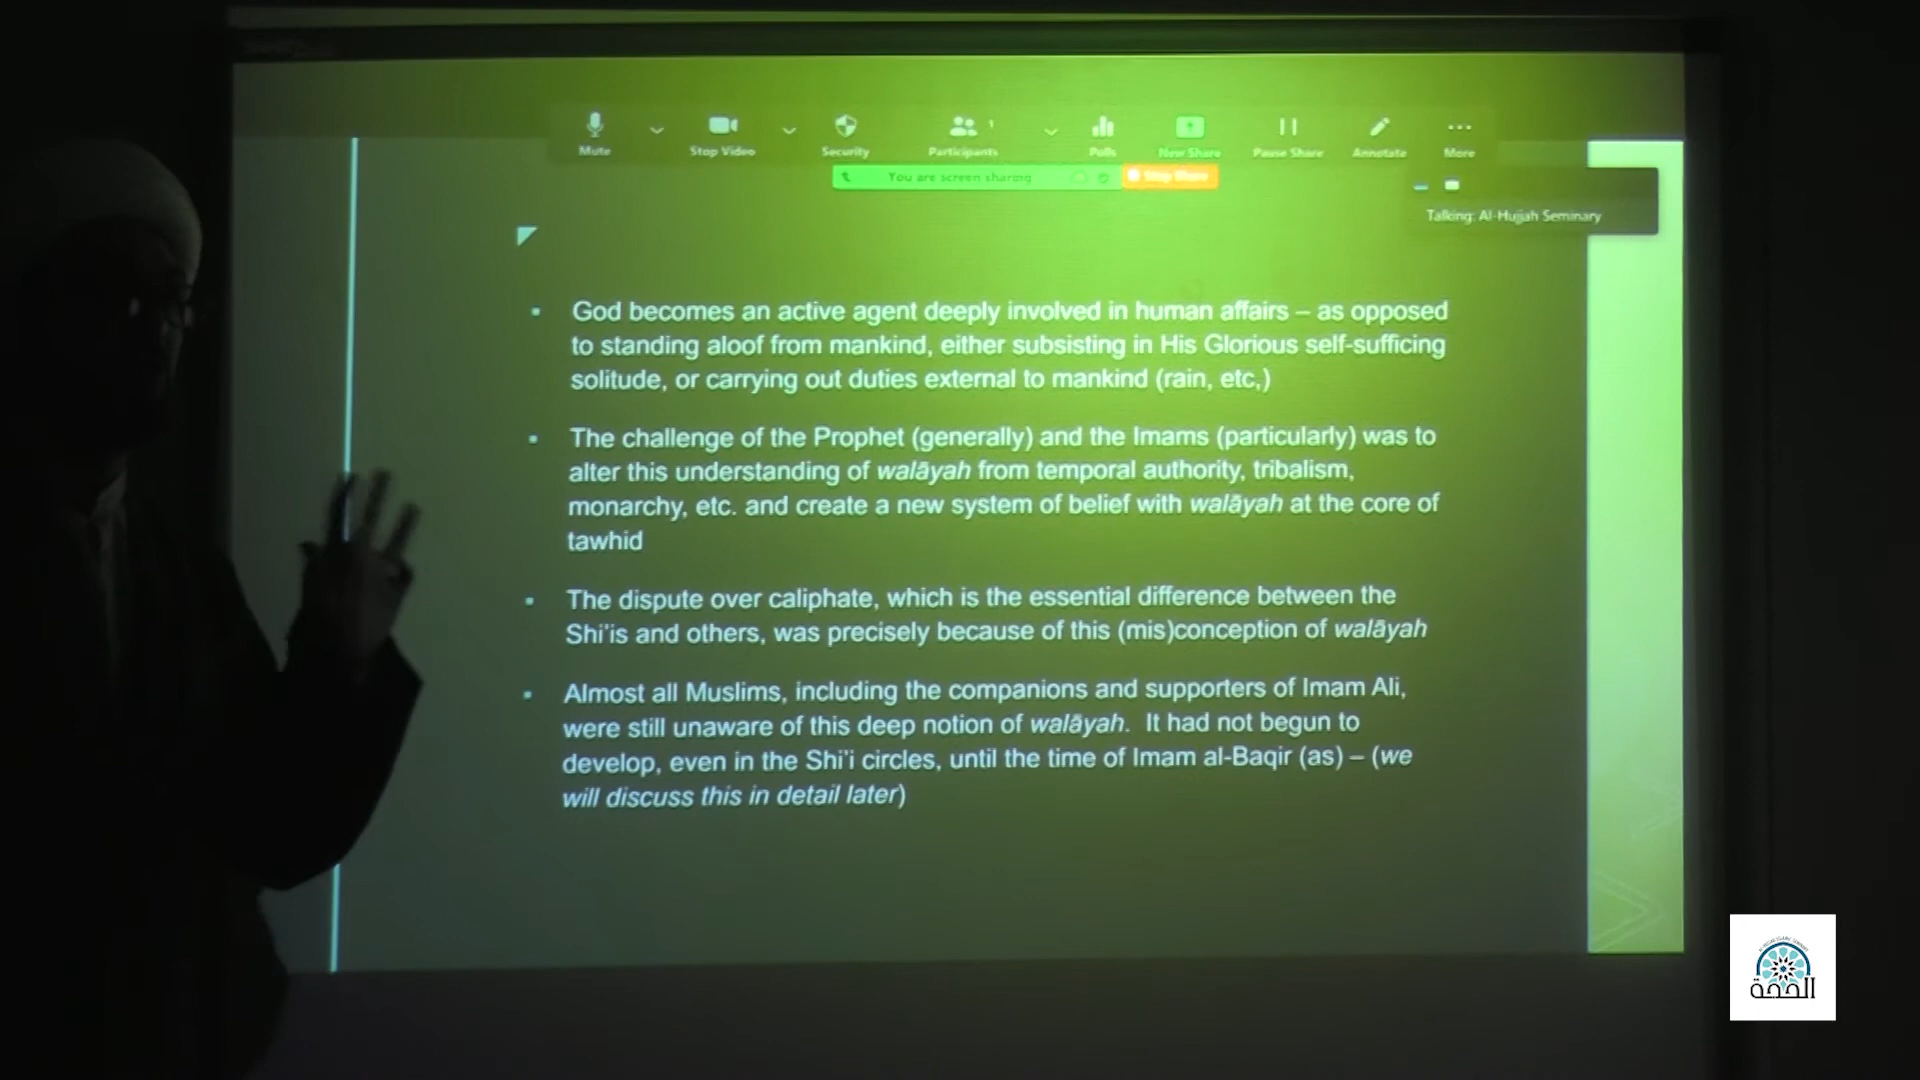 Mute
Stop Video
Security
Participants
1
Polls
New Share
Pause Share
Annotate
More
You are screen sharing
Stop Share
Talking: Al-Hujjah Seminary
God becomes an active agent deeply involved in human affairs – as opposed
to standing aloof from mankind, either subsisting in His Glorious self-sufficing
solitude, or carrying out duties external to mankind (rain, etc,)
The challenge of the Prophet (generally) and the Imams (particularly) was to
alter this understanding of walāyah from temporal authority, tribalism,
monarchy, etc. and create a new system of belief with walāyah at the core of
tawhid
The dispute over caliphate, which is the essential difference between the
Shi'is and others, was precisely because of this (mis)conception of walāyah
Almost all Muslims, including the companions and supporters of Imam Ali,
were still unaware of this deep notion of walāyah. It had not begun to
develop, even in the Shi'i circles, until the time of Imam al-Baqir (as) – (we
will discuss this in detail later)
الحجة